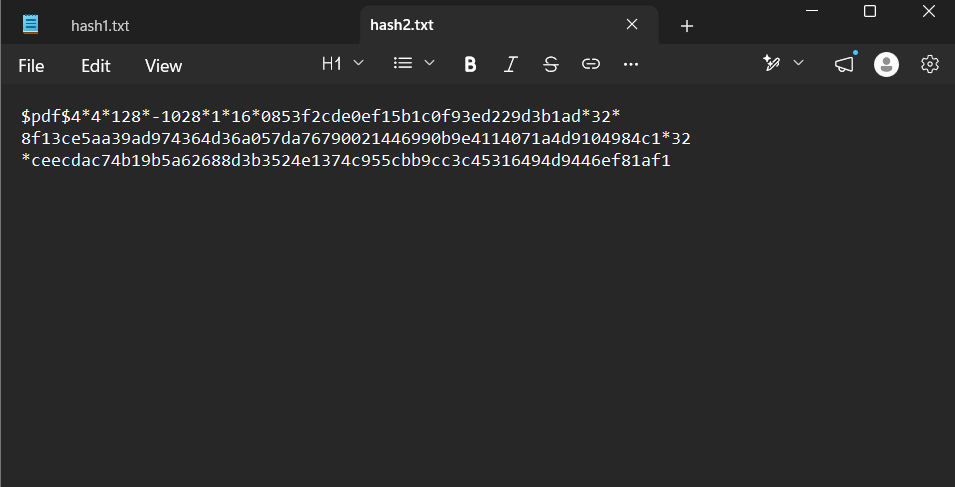 hash1.txt
hash2.txt
File Edit View H1 B I S
$pdf$4*4*128*-1028*1*16*0853f2cde0ef15b1c0f93ed229d3b1ad*32*
8f13ce5aa39ad974364d36a057da76790021446990b9e4114071a4d9104984c1*32
*ceecdac74b19b5a62688d3b3524e1374c955cbb9cc3c45316494d9446ef81af1